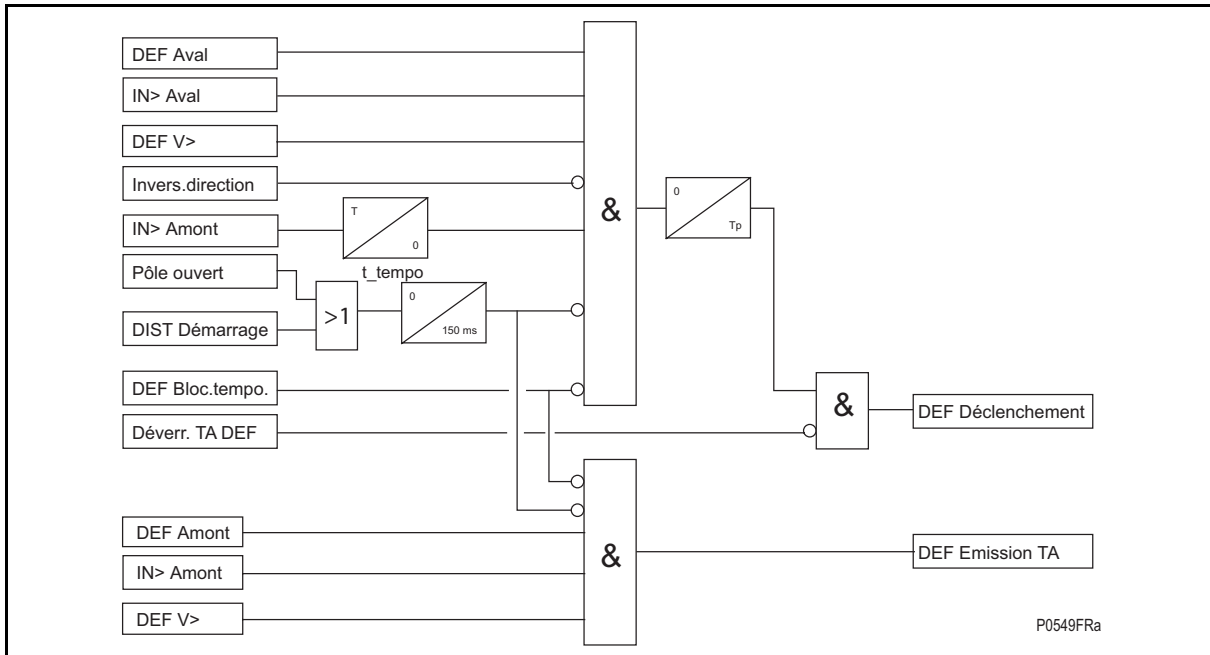 DEF Aval
IN> Aval
DEF V>
Invers.direction
IN> Amont
T
0
Pôle ouvert
t_tempo
>1
0
150 ms
DIST Démarrage
DEF Bloc.tempo.
Déverr. TA DEF
&
0
Tp
&
DEF Déclenchement
DEF Amont
IN> Amont
DEF V>
&
DEF Emission TA
P0549FRa